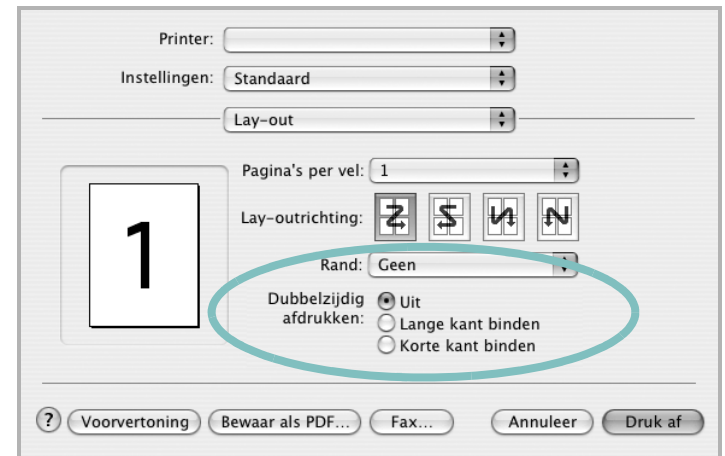 Printer:
Instellingen: Standaard
Lay-out
Pagina's per vel: 1
Lay-outrichting:
1
Rand: Geen
Dubbelzijdig afdrukken:
Uit
Lange kant binden
Korte kant binden
? Voorvertoning Bewaar als PDF... Fax... Annuleer Druk af